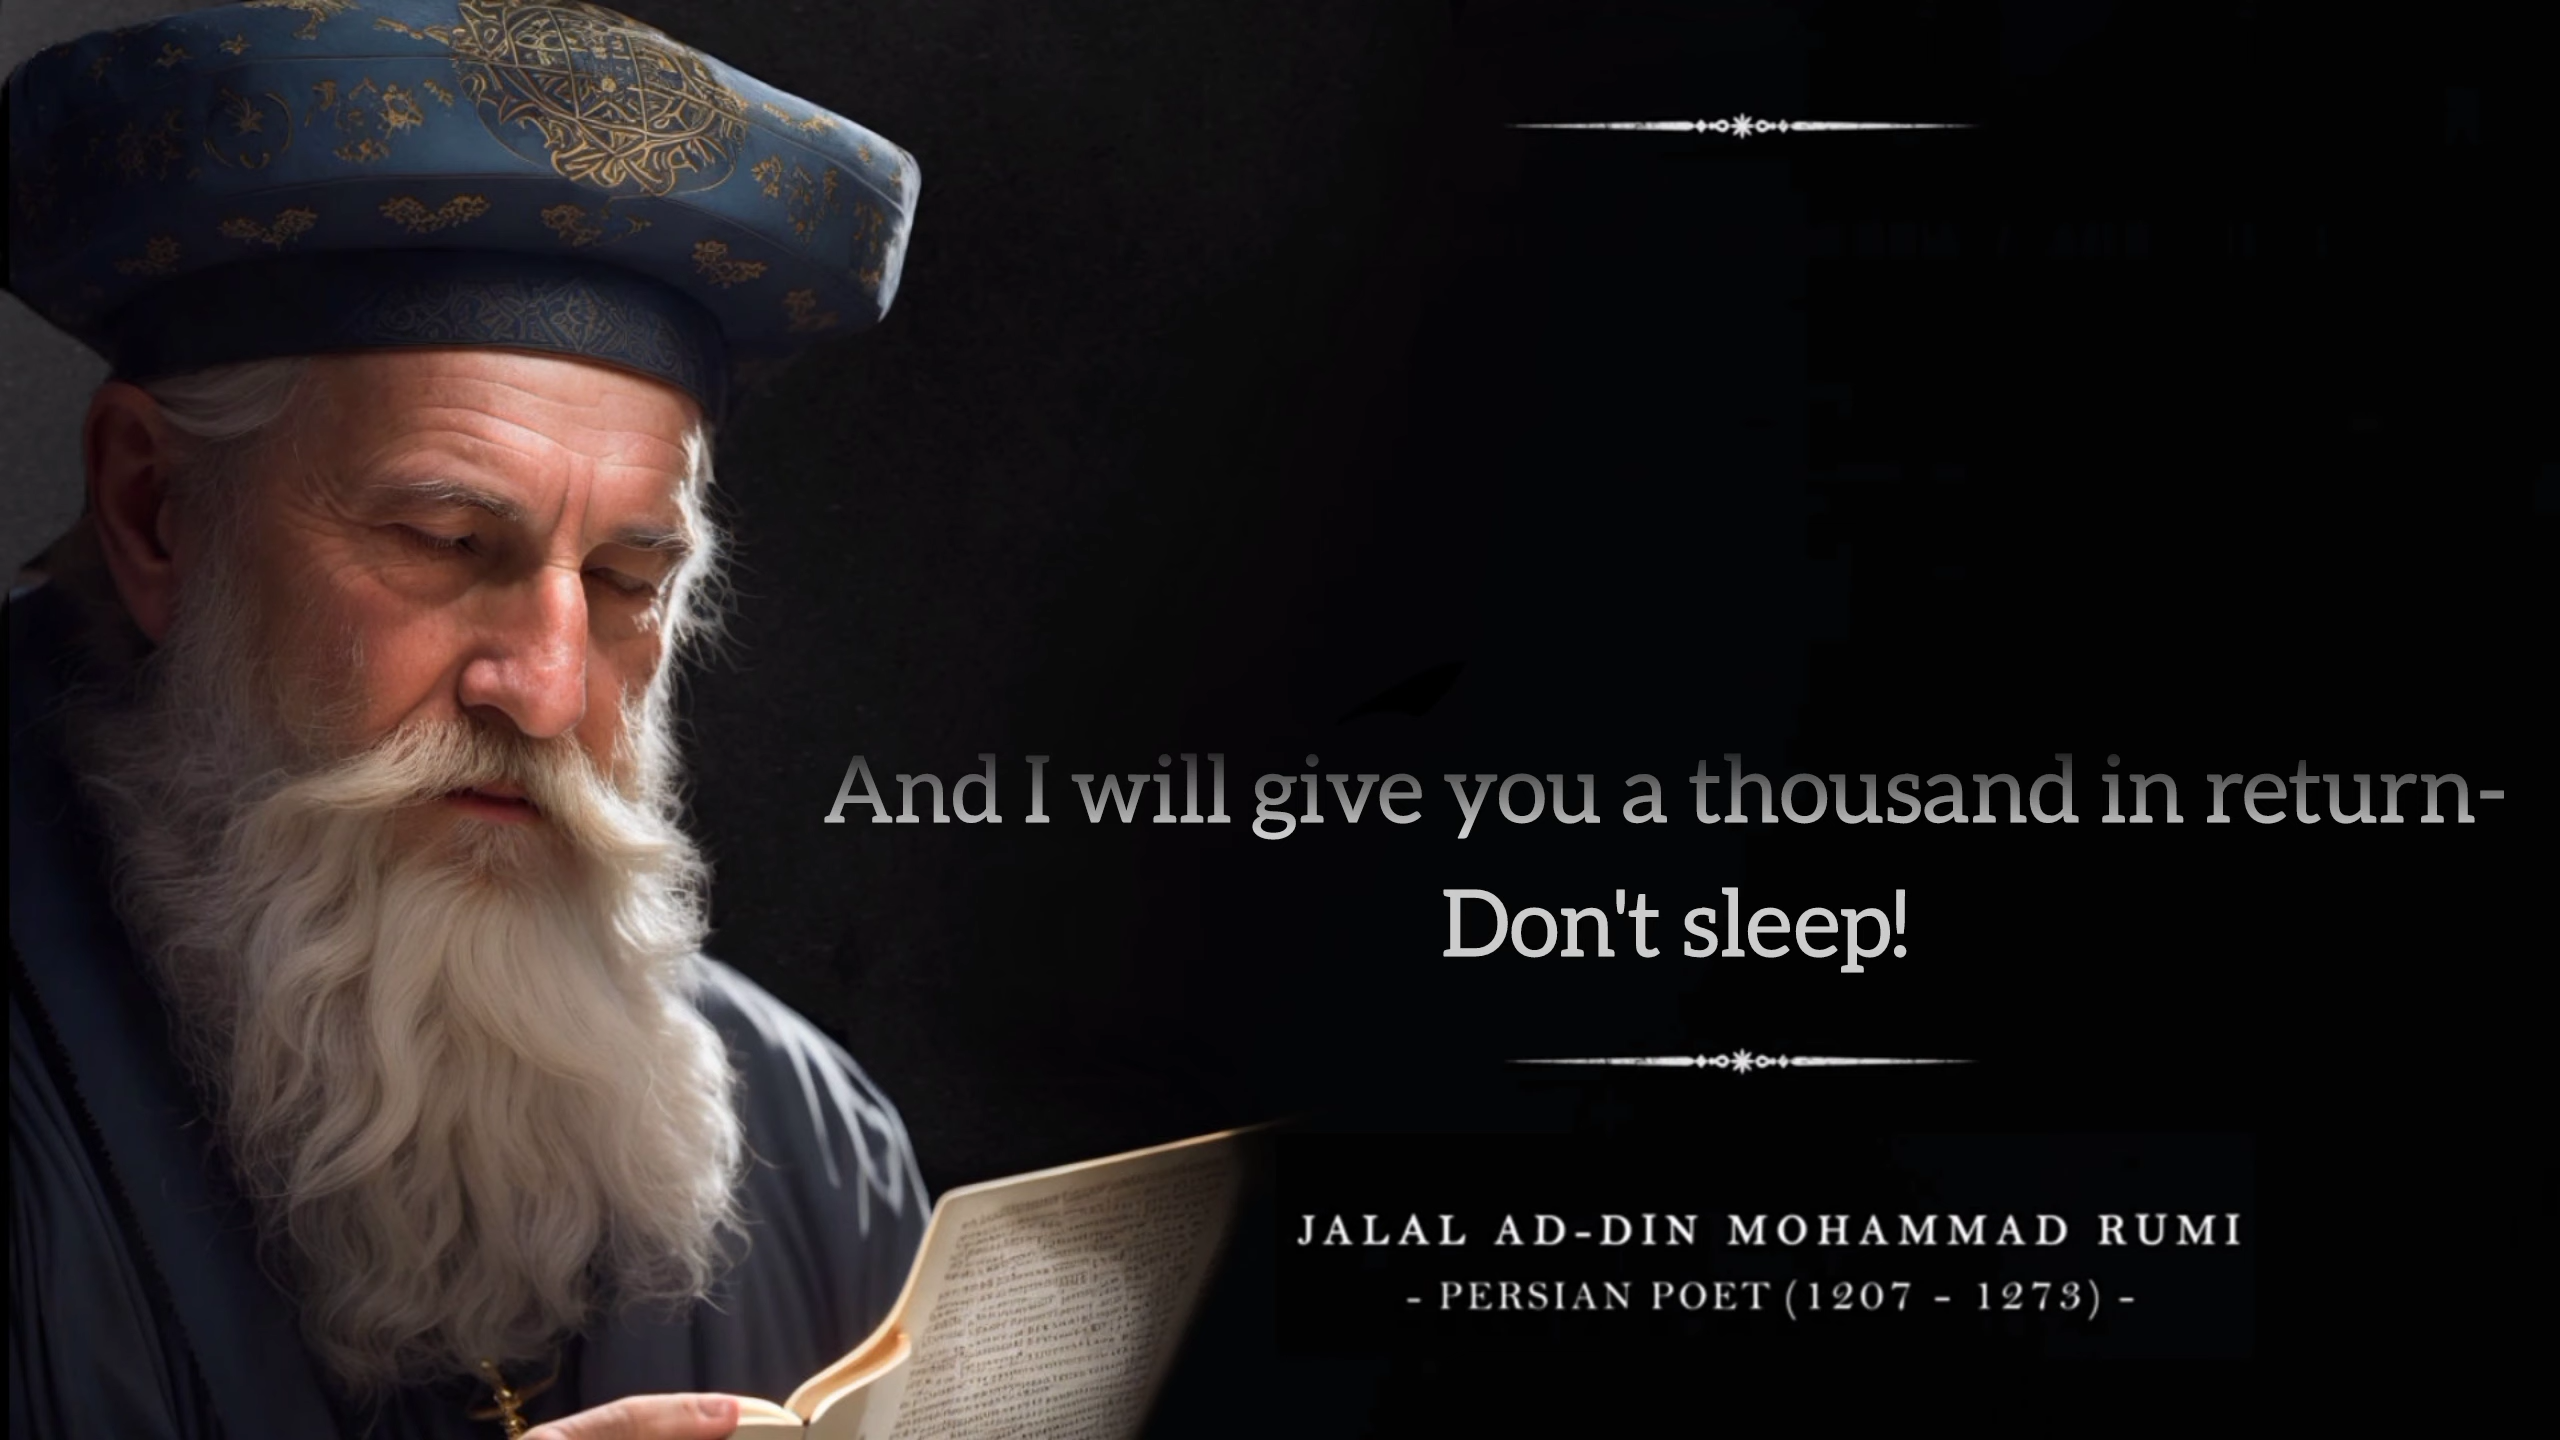 And I will give you a thousand in return-
Don't sleep!
JALAL AD-DIN MOHAMMAD RUMI
- PERSIAN POET (1207 - 1273) -